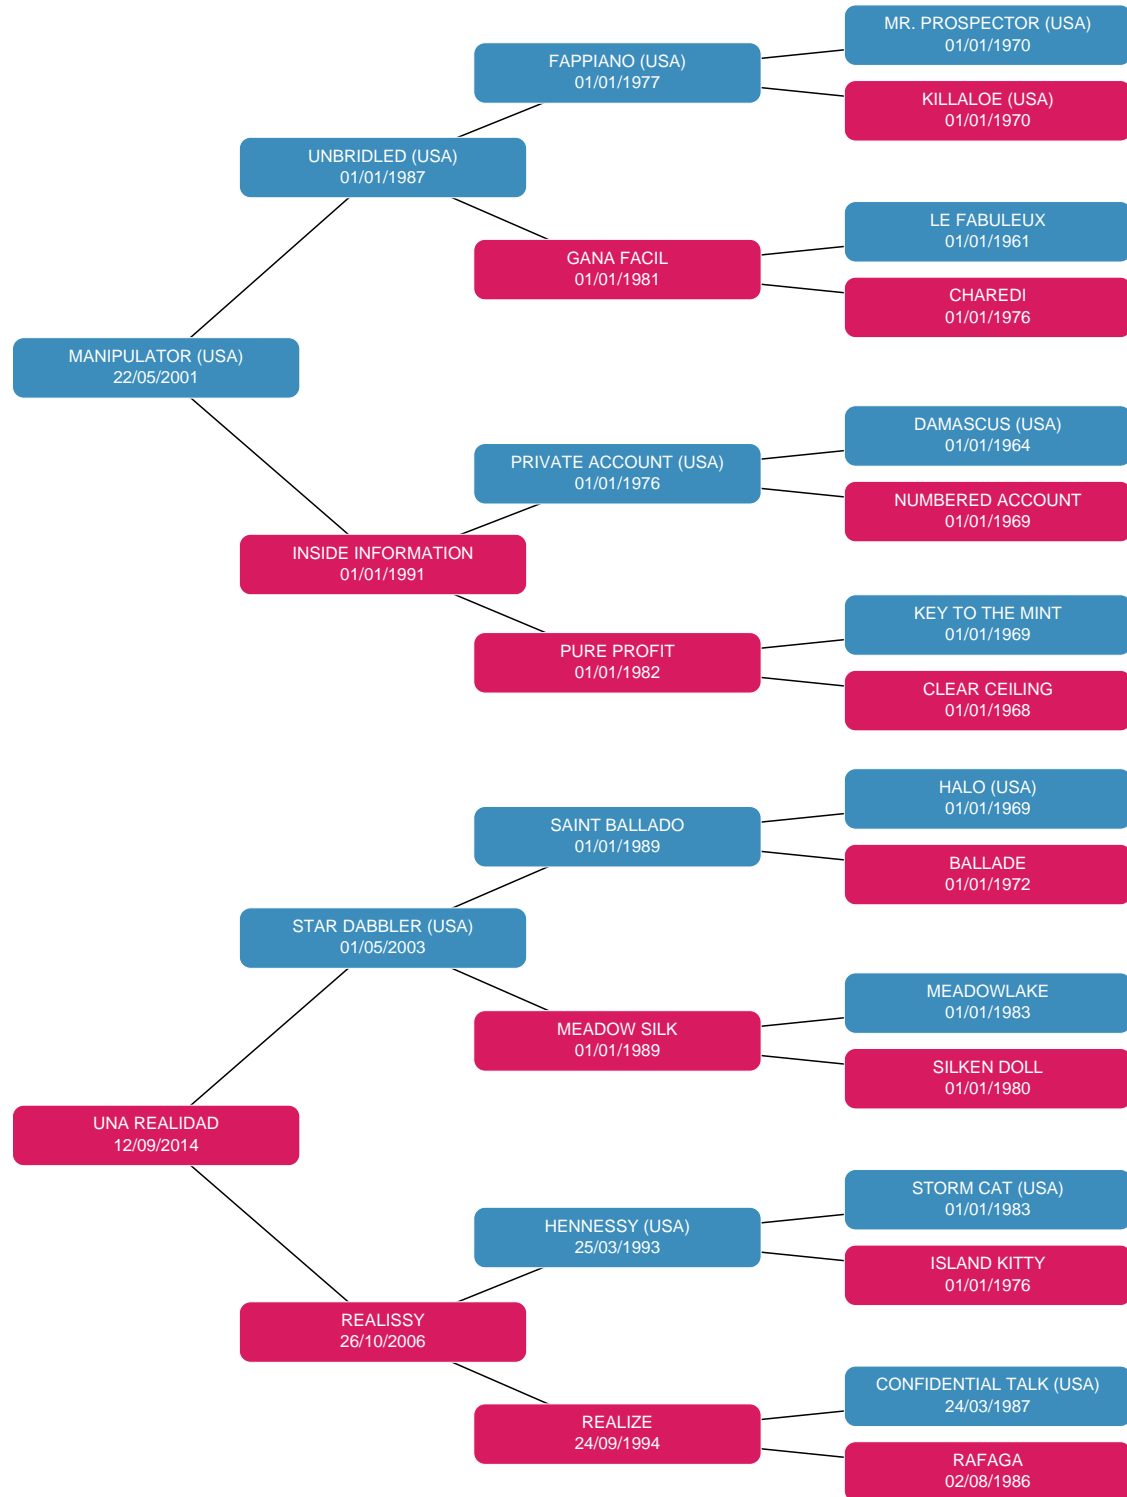 MR. PROSPECTOR (USA)
01/01/1970
FAPPIANO (USA)
01/01/1977
KILLALOE (USA)
01/01/1970
UNBRIDLED (USA)
01/01/1987
LE FABULEUX
01/01/1961
GANA FACIL
01/01/1981
CHAREDI
01/01/1976
MANIPULATOR (USA)
22/05/2001
DAMASCUS (USA)
01/01/1964
PRIVATE ACCOUNT (USA)
01/01/1976
NUMBERED ACCOUNT
01/01/1969
INSIDE INFORMATION
01/01/1991
KEY TO THE MINT
01/01/1969
PURE PROFIT
01/01/1982
CLEAR CEILING
01/01/1968
HALO (USA)
01/01/1969
SAINT BALLADO
01/01/1989
BALLADE
01/01/1972
STAR DABBLER (USA)
01/05/2003
MEADOWLAKE
01/01/1983
MEADOW SILK
01/01/1989
SILKEN DOLL
01/01/1980
UNA REALIDAD
12/09/2014
STORM CAT (USA)
01/01/1983
HENNESSY (USA)
25/03/1993
ISLAND KITTY
01/01/1976
REALISSY
26/10/2006
CONFIDENTIAL TALK (USA)
24/03/1987
REALIZE
24/09/1994
RAFAGA
02/08/1986